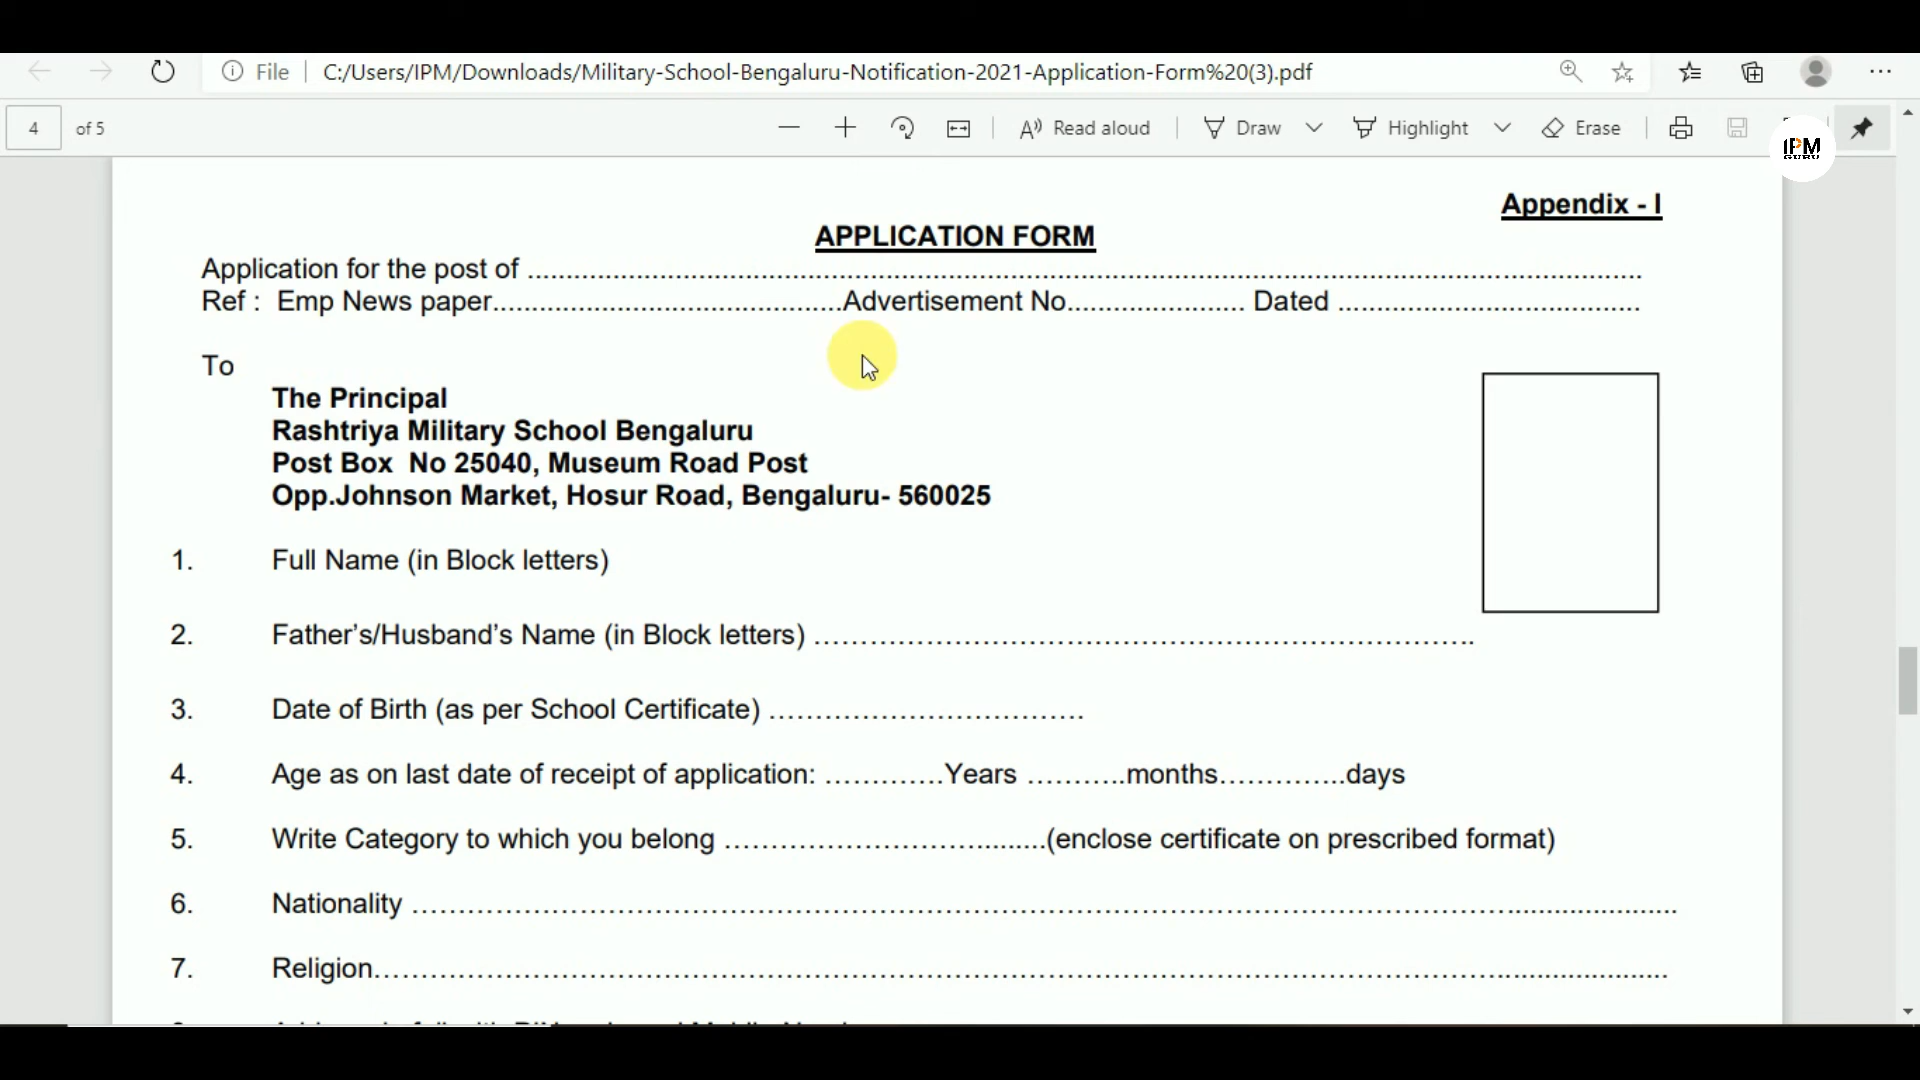 File
C:/Users/IPM/Downloads/Military-School-Bengaluru-Notification-2021-Application-Form%20(3).pdf
4 of 5
Read aloud
Draw
Highlight
Erase
IPM
GURU
Appendix - I
APPLICATION FORM
Application for the post of ................................................................................................................................................
Ref : Emp News paper.............................................Advertisement No....................... Dated .......................................
To
The Principal
Rashtriya Military School Bengaluru
Post Box No 25040, Museum Road Post
Opp.Johnson Market, Hosur Road, Bengaluru- 560025
1. Full Name (in Block letters)
2. Father's/Husband's Name (in Block letters) …………………………………………………………….
3. Date of Birth (as per School Certificate) …………………………….
4. Age as on last date of receipt of application: ………….Years ………..months…………..days
5. Write Category to which you belong ………………………..........(enclose certificate on prescribed format)
6. Nationality ………………………………………………………………………………………………………......................
7. Religion…………………………………………………………………………………………………………......................